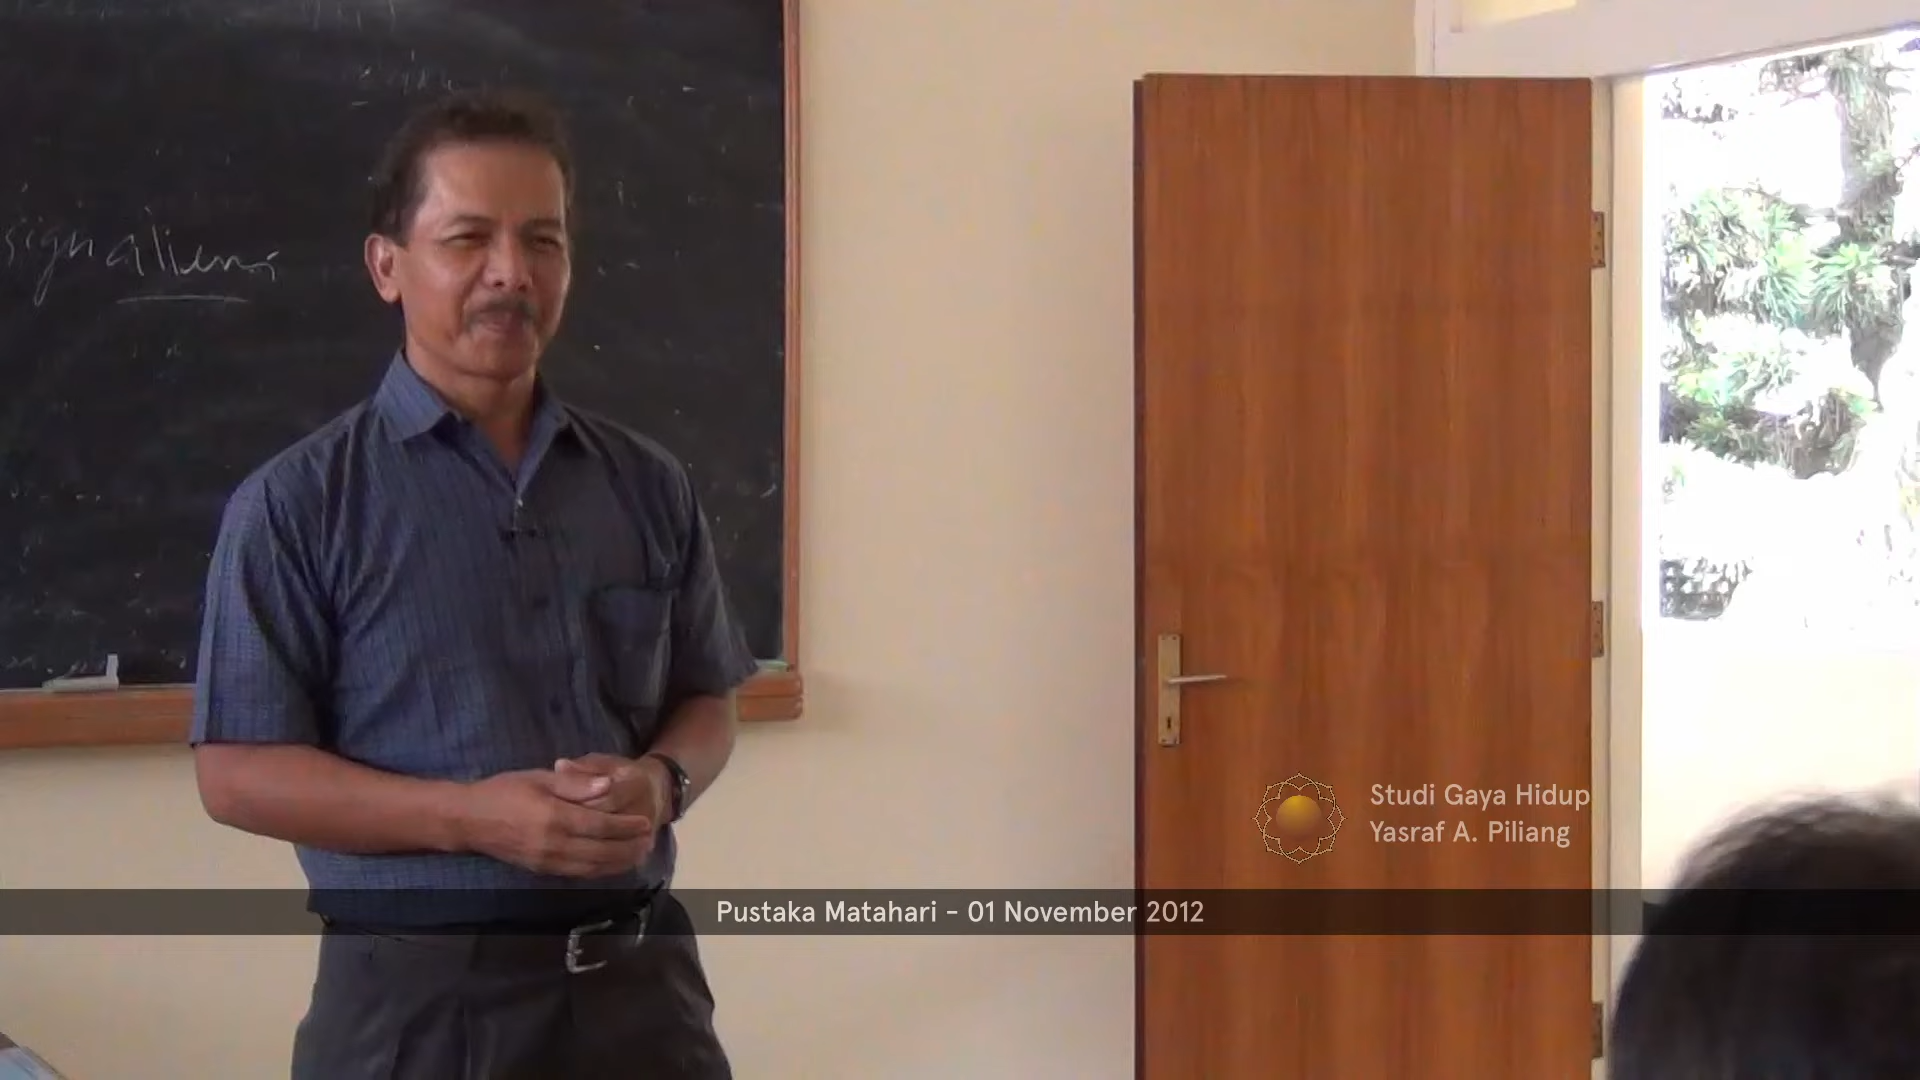 Studi Gaya Hidup
Yasraf A. Piliang
Pustaka Matahari - 01 November 2012